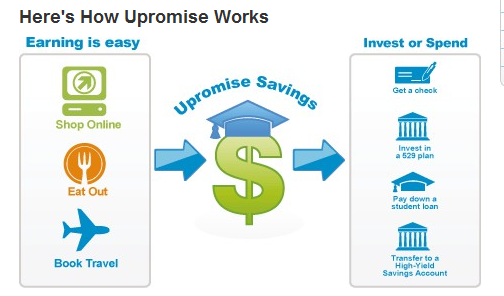 Here's How Upromise Works
Earning is easy
Shop Online
Eat Out
Book Travel
Upromise Savings
$
Invest or Spend
Get a check
Invest in
a 529 plan
Pay down a
student loan
Transfer to a
High-Yield
Savings Account